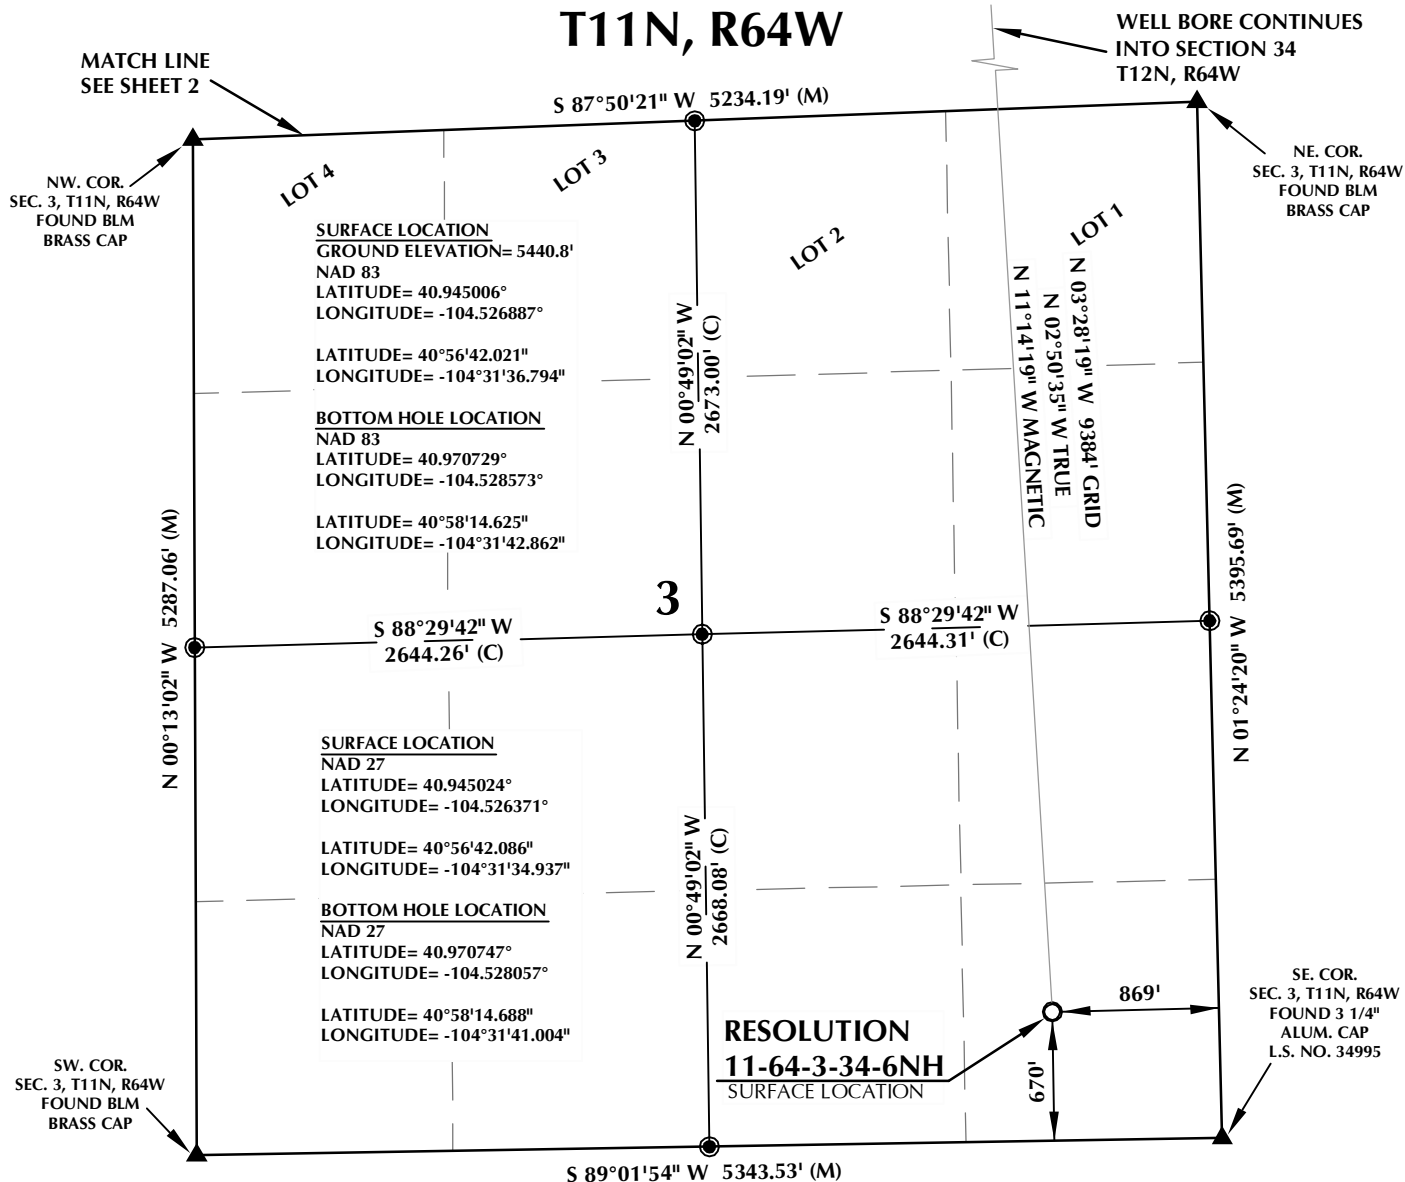 T11N, R64W
WELL BORE CONTINUES
INTO SECTION 34
T12N, R64W
MATCH LINE
SEE SHEET 2
S 87°50'21" W 5234.19' (M)
NW. COR.
SEC. 3, T11N, R64W
FOUND BLM
BRASS CAP
NE. COR.
SEC. 3, T11N, R64W
FOUND BLM
BRASS CAP
LOT 4
LOT 3
LOT 2
LOT 1
SURFACE LOCATION
GROUND ELEVATION= 5440.8'
NAD 83
LATITUDE= 40.945006°
LONGITUDE= -104.526887°
LATITUDE= 40°56'42.021"
LONGITUDE= -104°31'36.794"
BOTTOM HOLE LOCATION
NAD 83
LATITUDE= 40.970729°
LONGITUDE= -104.528573°
LATITUDE= 40°58'14.625"
LONGITUDE= -104°31'42.862"
N 00°49'02" W
2673.00' (C)
N 03°28'19" W 9384' GRID
N 02°50'35" W TRUE
N 11°14'19" W MAGNETIC
N 00°13'02" W 5287.06' (M)
N 01°24'20" W 5395.69' (M)
3
S 88°29'42" W
2644.26' (C)
S 88°29'42" W
2644.31' (C)
SURFACE LOCATION
NAD 27
LATITUDE= 40.945024°
LONGITUDE= -104.526371°
LATITUDE= 40°56'42.086"
LONGITUDE= -104°31'34.937"
BOTTOM HOLE LOCATION
NAD 27
LATITUDE= 40.970747°
LONGITUDE= -104.528057°
LATITUDE= 40°58'14.688"
LONGITUDE= -104°31'41.004"
N 00°49'02" W
2668.08' (C)
869'
670'
RESOLUTION
11-64-3-34-6NH
SURFACE LOCATION
SE. COR.
SEC. 3, T11N, R64W
FOUND 3 1/4"
ALUM. CAP
L.S. NO. 34995
SW. COR.
SEC. 3, T11N, R64W
FOUND BLM
BRASS CAP
S 89°01'54" W 5343.53' (M)